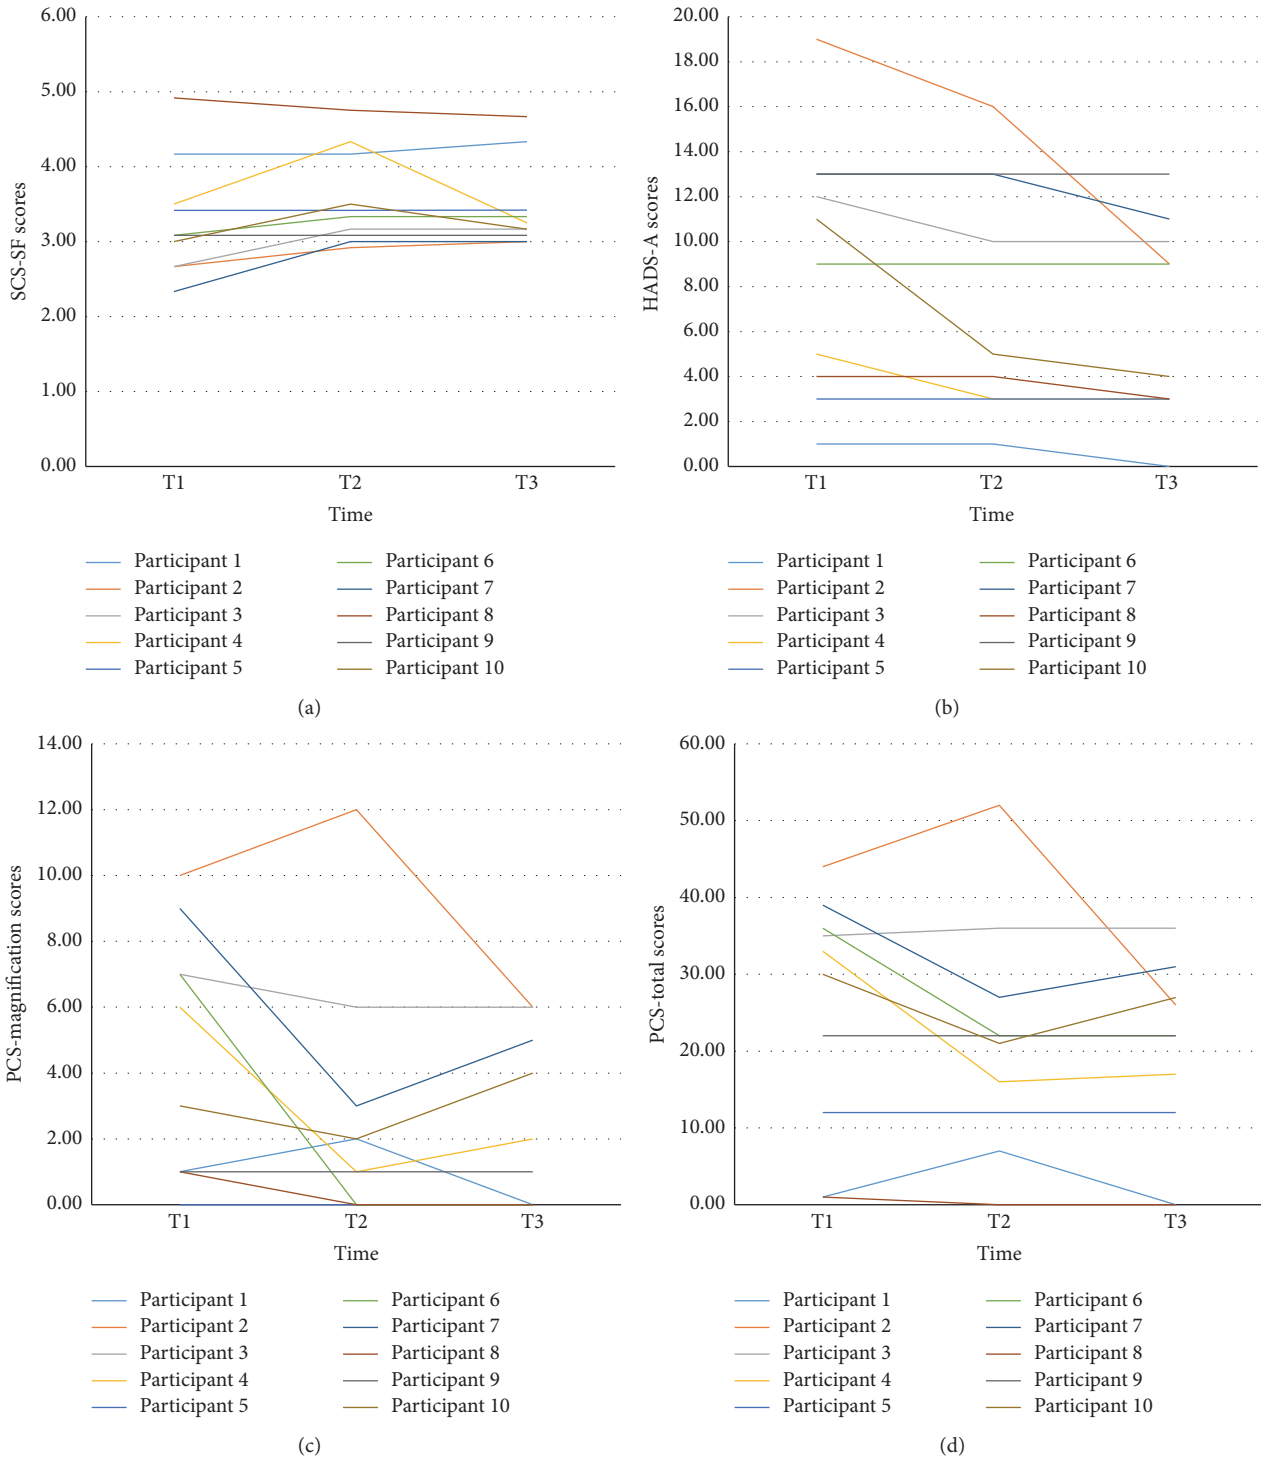 6.00
5.00
4.00
3.00
2.00
1.00
0.00
SCS-SF scores
T1 T2 T3
Time
Participant 1 Participant 6
Participant 2 Participant 7
Participant 3 Participant 8
Participant 4 Participant 9
Participant 5 Participant 10
(a)
20.00
18.00
16.00
14.00
12.00
10.00
8.00
6.00
4.00
2.00
0.00
HADS-A scores
T1 T2 T3
Time
Participant 1 Participant 6
Participant 2 Participant 7
Participant 3 Participant 8
Participant 4 Participant 9
Participant 5 Participant 10
(b)
14.00
12.00
10.00
8.00
6.00
4.00
2.00
0.00
PCS-magnification scores
T1 T2 T3
Time
Participant 1 Participant 6
Participant 2 Participant 7
Participant 3 Participant 8
Participant 4 Participant 9
Participant 5 Participant 10
(c)
60.00
50.00
40.00
30.00
20.00
10.00
0.00
PCS-total scores
T1 T2 T3
Time
Participant 1 Participant 6
Participant 2 Participant 7
Participant 3 Participant 8
Participant 4 Participant 9
Participant 5 Participant 10
(d)